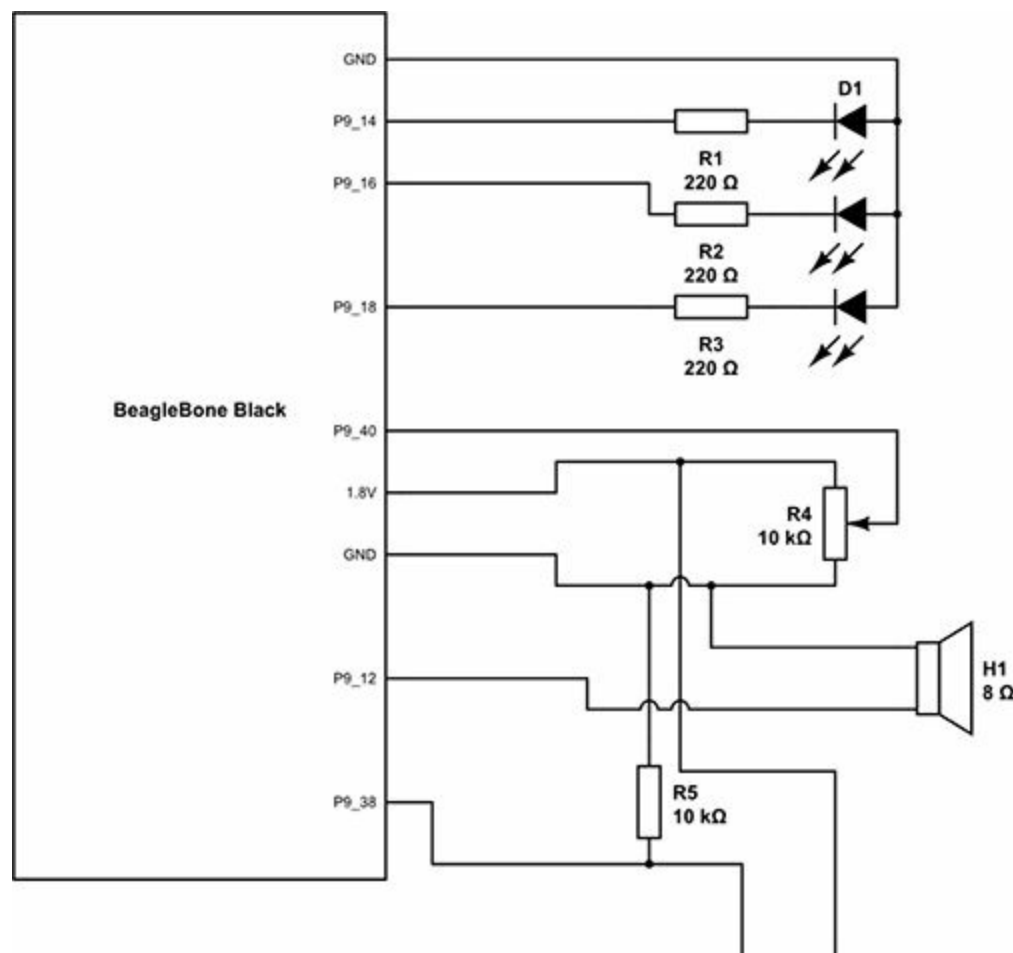 GND
P9_14
P9_16
P9_18
BeagleBone Black
P9_40
1.8V
GND
P9_12
P9_38
D1
R1
220 Ω
R2
220 Ω
R3
220 Ω
R4
10 kΩ
H1
8 Ω
R5
10 kΩ